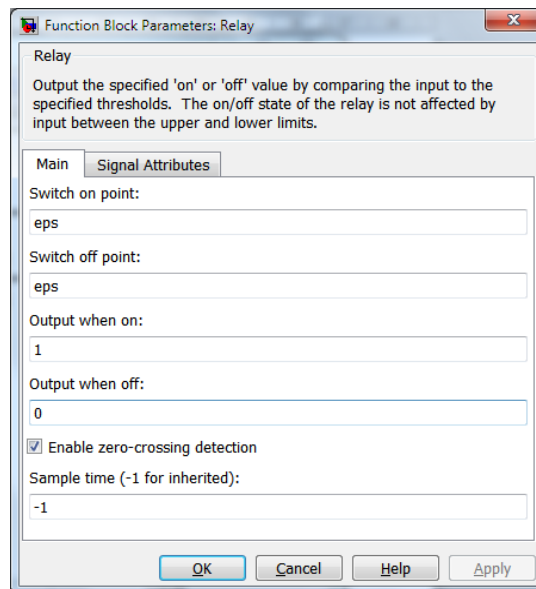 Function Block Parameters: Relay
Relay
Output the specified 'on' or 'off' value by comparing the input to the
specified thresholds.  The on/off state of the relay is not affected by
input between the upper and lower limits.
Main
Signal Attributes
Switch on point:
eps
Switch off point:
eps
Output when on:
1
Output when off:
0
Enable zero-crossing detection
Sample time (-1 for inherited):
-1
OK
Cancel
Help
Apply